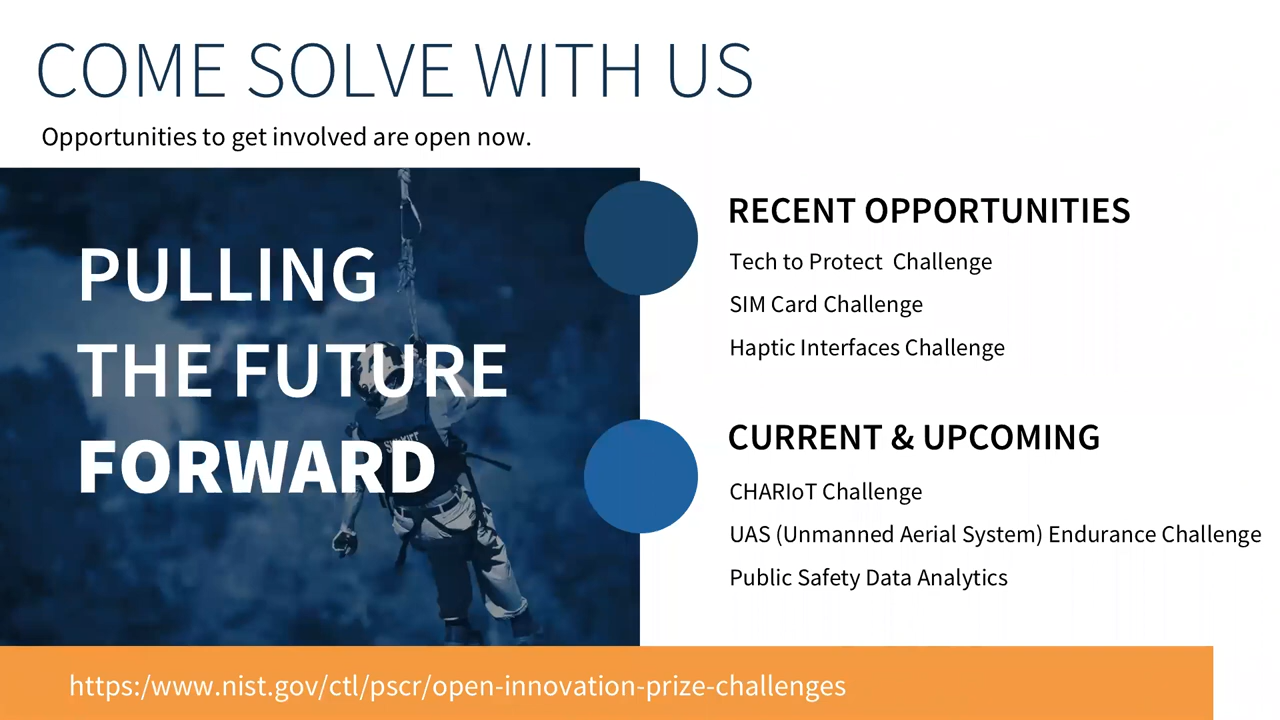 COME SOLVE WITH US
Opportunities to get involved are open now.
PULLING
THE FUTURE
FORWARD
RECENT OPPORTUNITIES
Tech to Protect Challenge
SIM Card Challenge
Haptic Interfaces Challenge
CURRENT & UPCOMING
CHARIoT Challenge
UAS (Unmanned Aerial System) Endurance Challenge
Public Safety Data Analytics
https:/www.nist.gov/ctl/pscr/open-innovation-prize-challenges